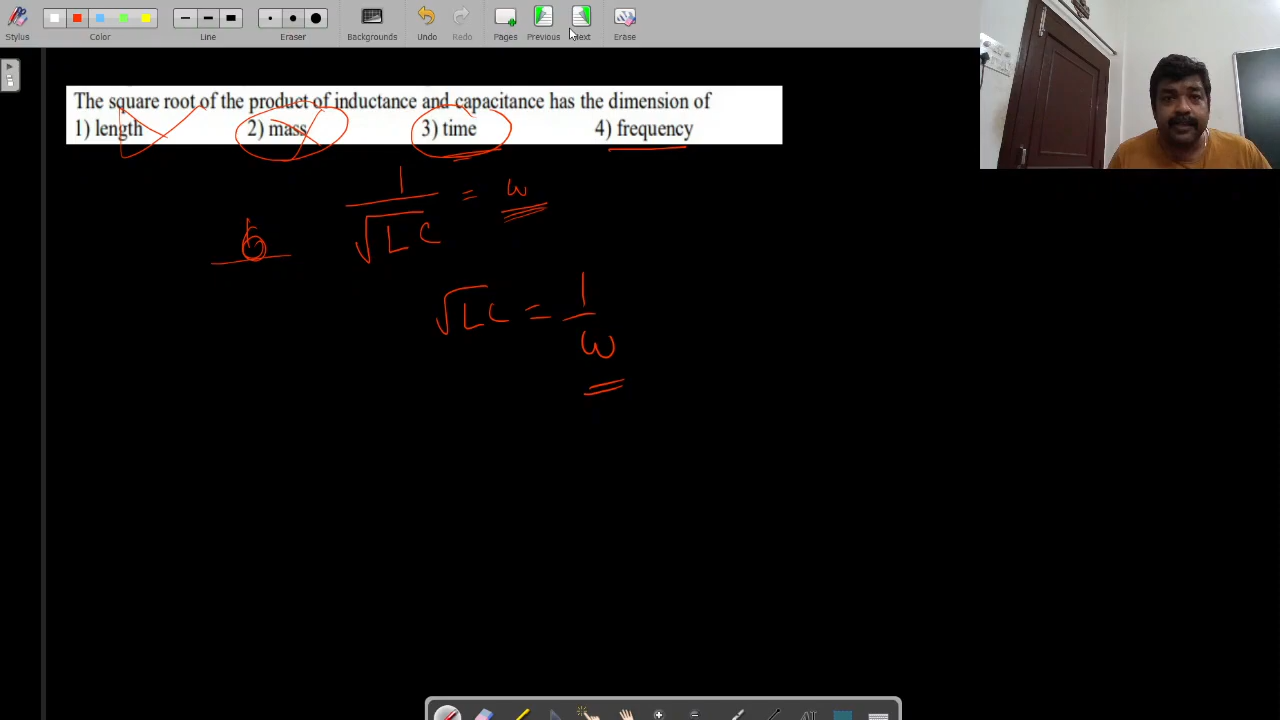 Stylus Color Line Eraser Backgrounds Undo Redo Pages Previous Next Erase
The square root of the product of inductance and capacitance has the dimension of
1) length 2) mass 3) time 4) frequency
1/√LC = ω
√LC = 1/ω